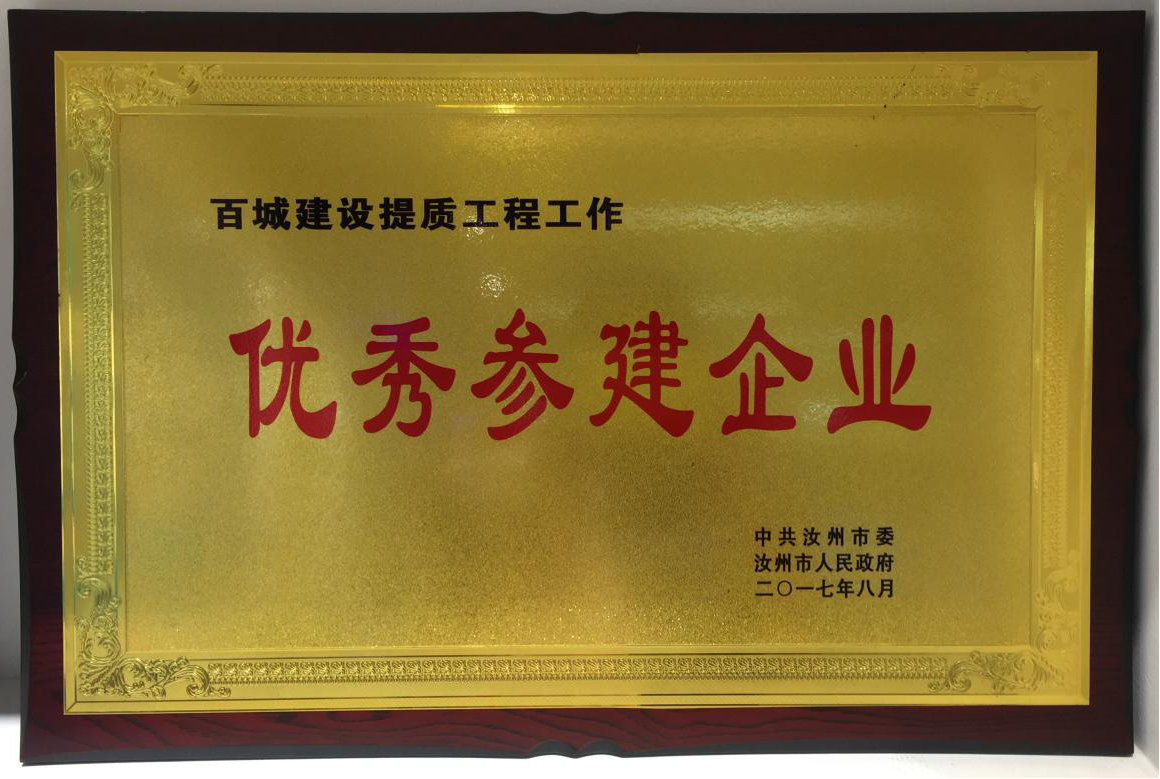 百城建设提质工程工作
优秀参建企业
中共汝州市委
汝州市人民政府
二〇一七年八月